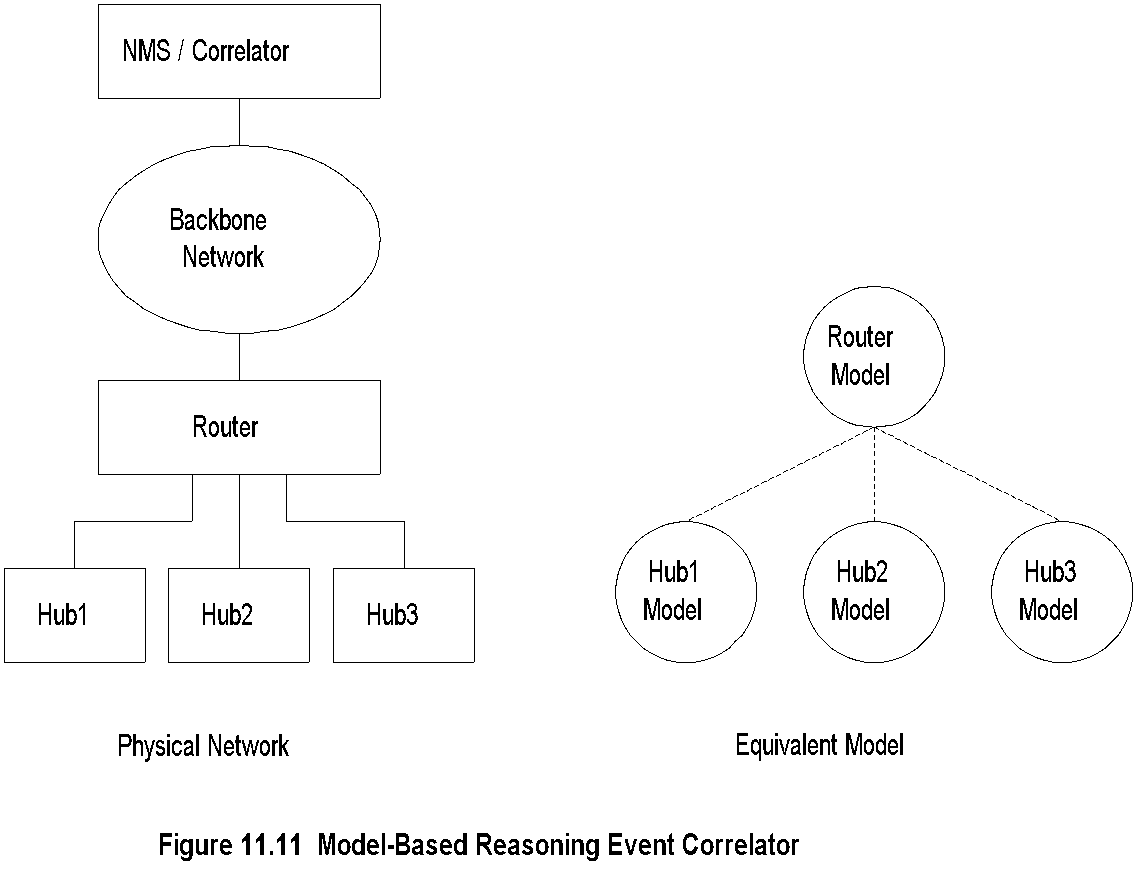 NMS / Correlator
Backbone
Network
Router
Hub1
Hub2
Hub3
Physical Network
Router
Model
Hub1
Model
Hub2
Model
Hub3
Model
Equivalent Model
Figure 11.11 Model-Based Reasoning Event Correlator